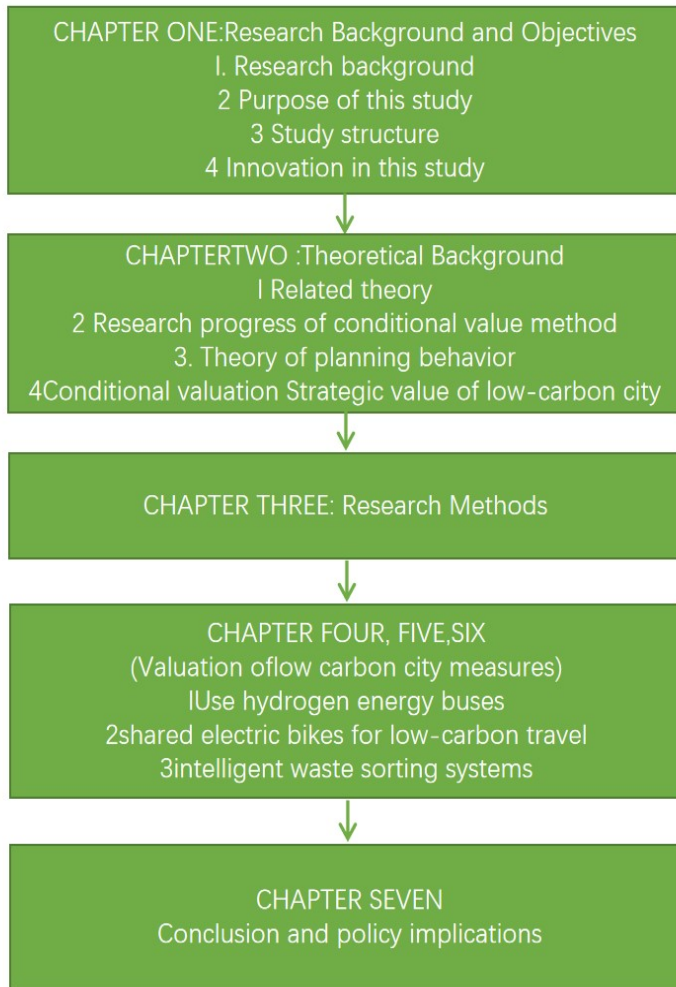 CHAPTER ONE:Research Background and Objectives
I. Research background
2 Purpose of this study
3 Study structure
4 Innovation in this study
CHAPTERTWO :Theoretical Background
I Related theory
2 Research progress of conditional value method
3. Theory of planning behavior
4Conditional valuation Strategic value of low-carbon city
CHAPTER THREE: Research Methods
CHAPTER FOUR, FIVE,SIX
(Valuation oflow carbon city measures)
IUse hydrogen energy buses
2shared electric bikes for low-carbon travel
3intelligent waste sorting systems
CHAPTER SEVEN
Conclusion and policy implications